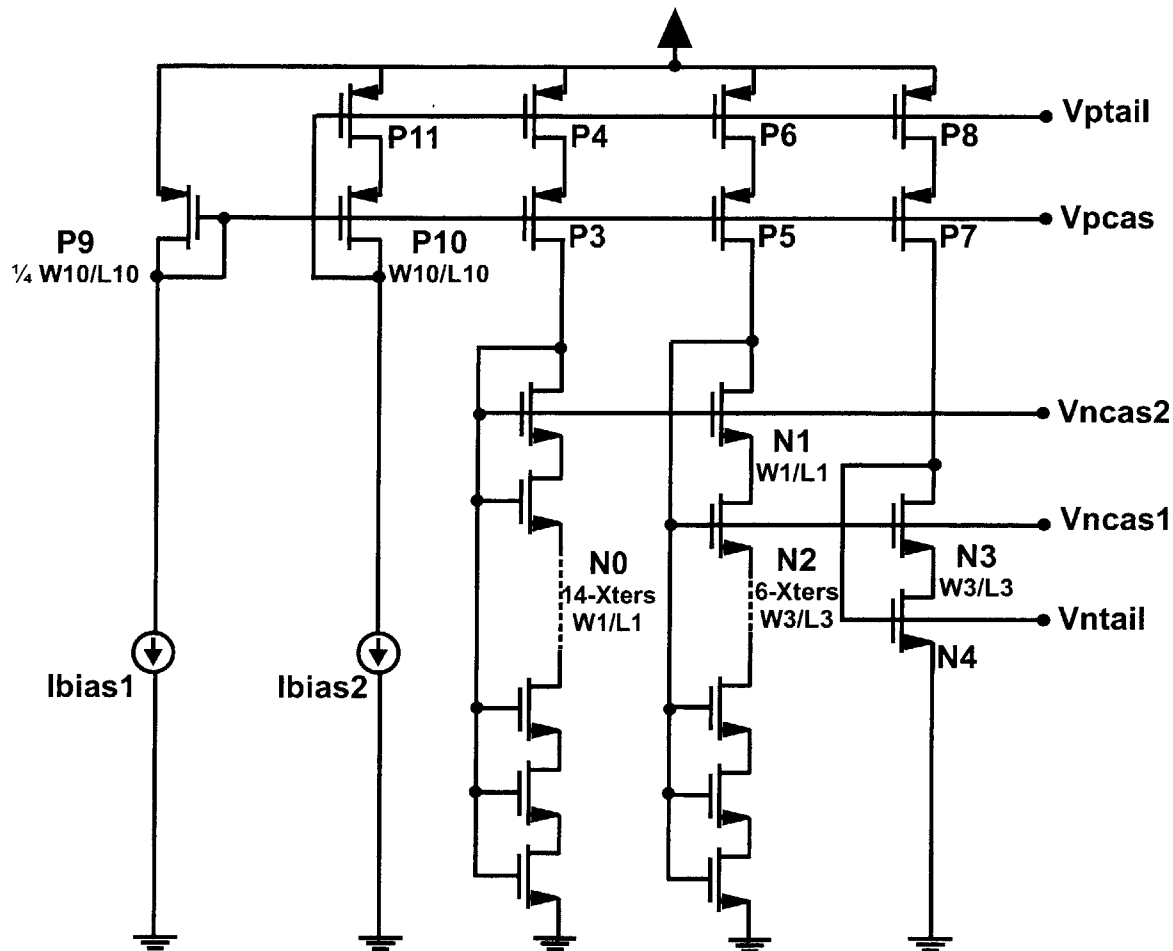 Vptail
P11
P4
P6
P8
Vpcas
P9
¼ W10/L10
P10
W10/L10
P3
P5
P7
Vncas2
N1
W1/L1
Vncas1
N0
14-Xters
W1/L1
N2
6-Xters
W3/L3
N3
W3/L3
Vntail
N4
Ibias1
Ibias2